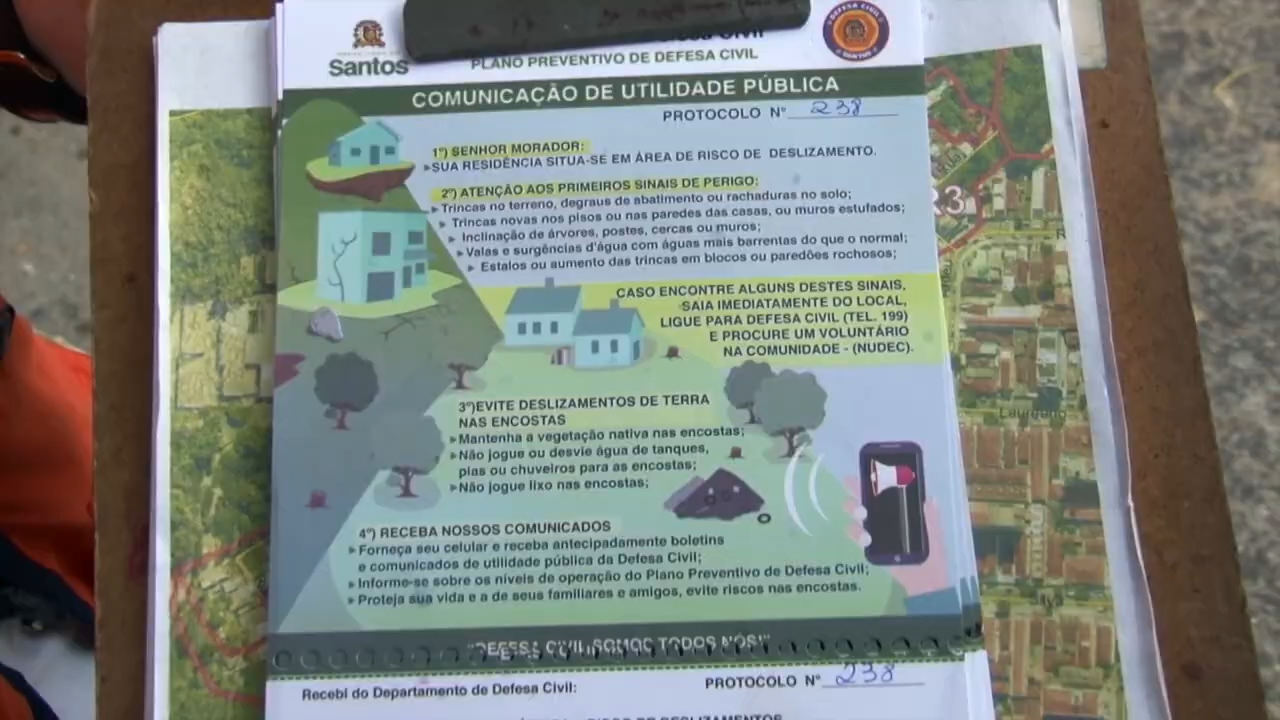 Santos
PLANO PREVENTIVO DE DEFESA CIVIL
DEFESA CIVIL
SANTOS
COMUNICAÇÃO DE UTILIDADE PÚBLICA
PROTOCOLO Nº 238
1º) SENHOR MORADOR:
SUA RESIDÊNCIA SITUA-SE EM ÁREA DE RISCO DE DESLIZAMENTO.
2º) ATENÇÃO AOS PRIMEIROS SINAIS DE PERIGO:
Trincas no terreno, degraus de abatimento ou rachaduras no solo;
Trincas novas nos pisos ou nas paredes das casas, ou muros estufados;
Inclinação de árvores, postes, cercas ou muros;
Valas e surgências d'água com águas mais barrentas do que o normal;
Estalos ou aumento das trincas em blocos ou paredões rochosos;
CASO ENCONTRE ALGUNS DESTES SINAIS,
SAIA IMEDIATAMENTE DO LOCAL,
LIGUE PARA DEFESA CIVIL (TEL. 199)
E PROCURE UM VOLUNTÁRIO
NA COMUNIDADE - (NUDEC).
3º)EVITE DESLIZAMENTOS DE TERRA
NAS ENCOSTAS
Mantenha a vegetação nativa nas encostas;
Não jogue ou desvie água de tanques,
pias ou chuveiros para as encostas;
Não jogue lixo nas encostas;
4º) RECEBA NOSSOS COMUNICADOS
Forneça seu celular e receba antecipadamente boletins
e comunicados de utilidade pública da Defesa Civil;
Informe-se sobre os níveis de operação do Plano Preventivo de Defesa Civil;
Proteja sua vida e a de seus familiares e amigos, evite riscos nas encostas.
"DEFESA CIVIL SOMOS TODOS NÓS!"
Recebi do Departamento de Defesa Civil:
PROTOCOLO Nº 238
R3